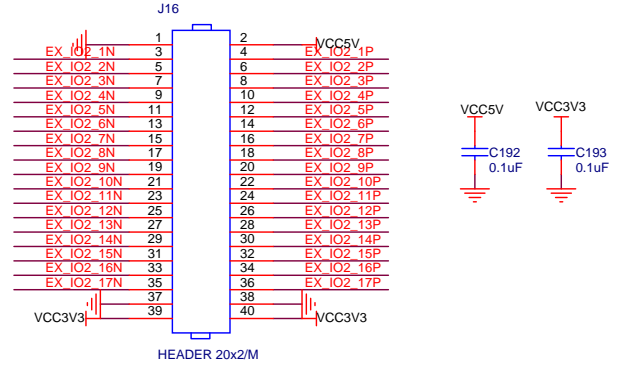 J16
1 2 VCC5V
EX_IO2_1N 3 4 EX_IO2_1P
EX_IO2_2N 5 6 EX_IO2_2P
EX_IO2_3N 7 8 EX_IO2_3P
EX_IO2_4N 9 10 EX_IO2_4P
EX_IO2_5N 11 12 EX_IO2_5P
EX_IO2_6N 13 14 EX_IO2_6P
EX_IO2_7N 15 16 EX_IO2_7P
EX_IO2_8N 17 18 EX_IO2_8P
EX_IO2_9N 19 20 EX_IO2_9P
EX_IO2_10N 21 22 EX_IO2_10P
EX_IO2_11N 23 24 EX_IO2_11P
EX_IO2_12N 25 26 EX_IO2_12P
EX_IO2_13N 27 28 EX_IO2_13P
EX_IO2_14N 29 30 EX_IO2_14P
EX_IO2_15N 31 32 EX_IO2_15P
EX_IO2_16N 33 34 EX_IO2_16P
EX_IO2_17N 35 36 EX_IO2_17P
37 38
VCC3V3 39 40 VCC3V3
HEADER 20x2/M
VCC5V
C192
0.1uF
VCC3V3
C193
0.1uF